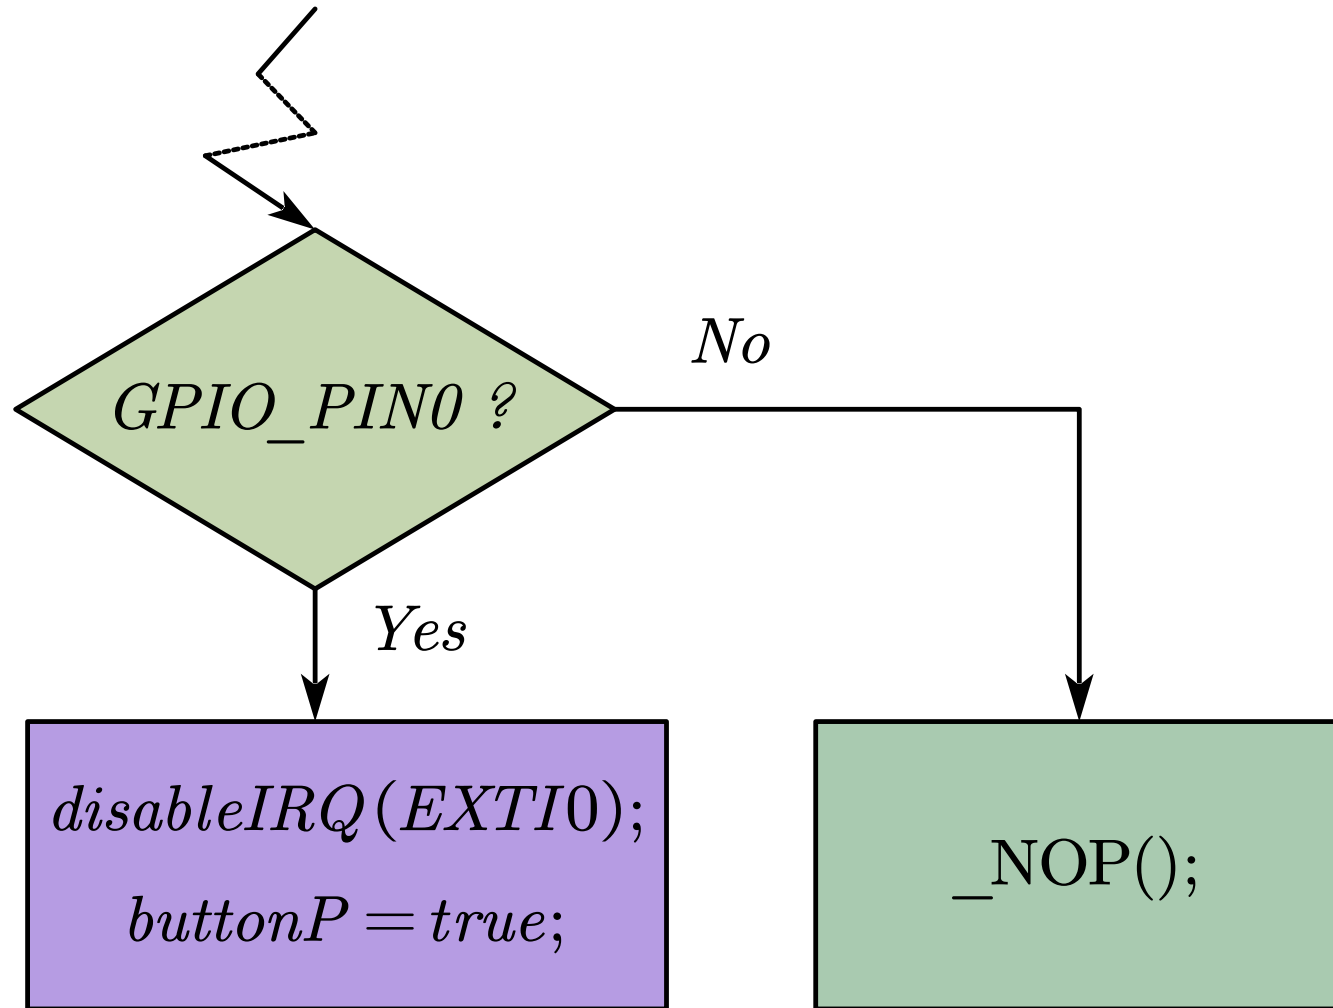 No
GPIO_PIN0 ?
Yes
disableIRQ(EXTI0);
buttonP = true;
_NOP();